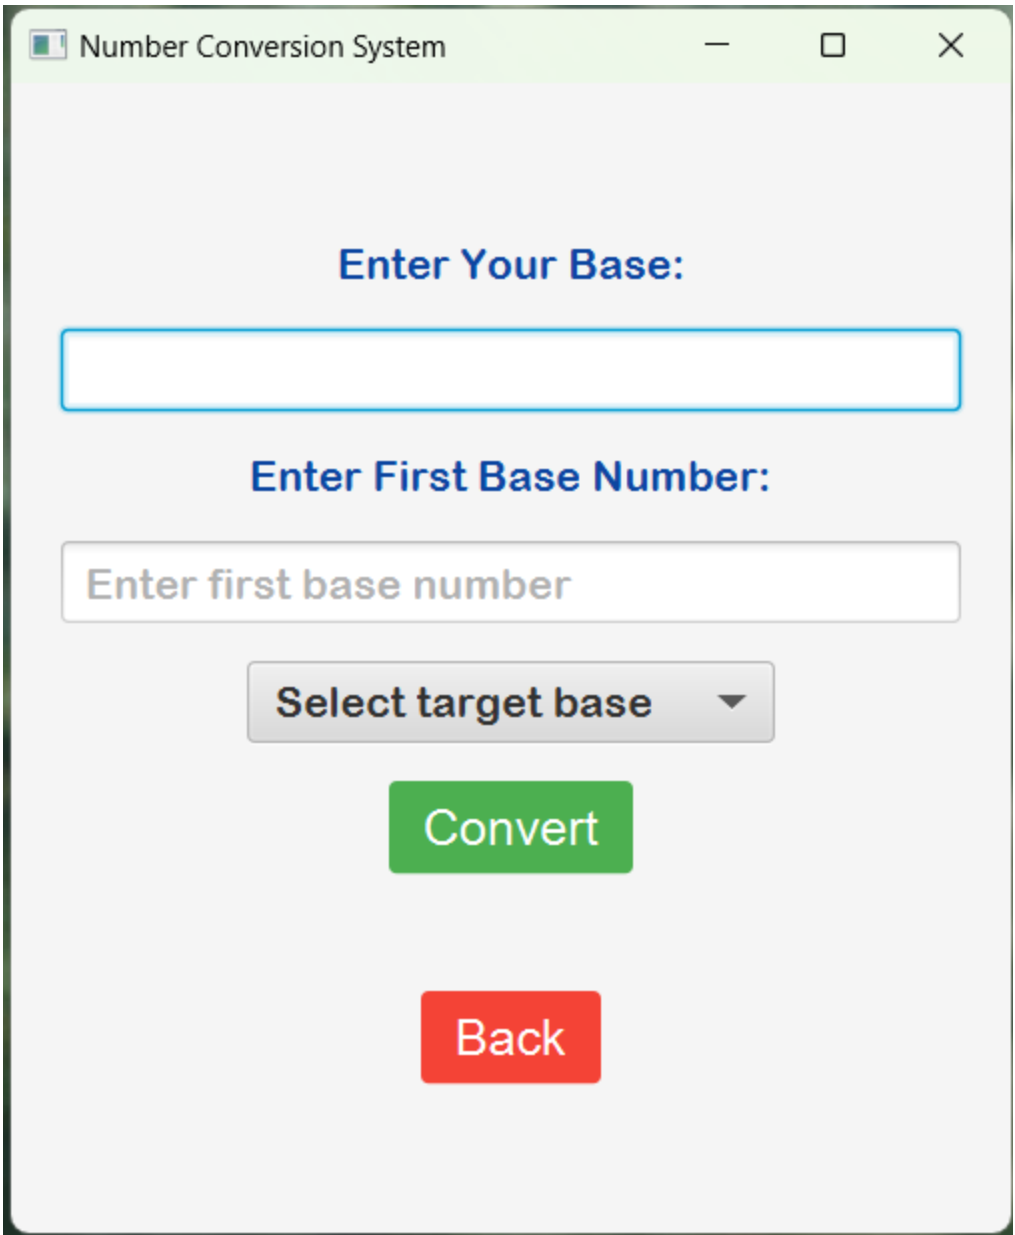 Number Conversion System
Enter Your Base:
Enter First Base Number:
Enter first base number
Select target base
Convert
Back